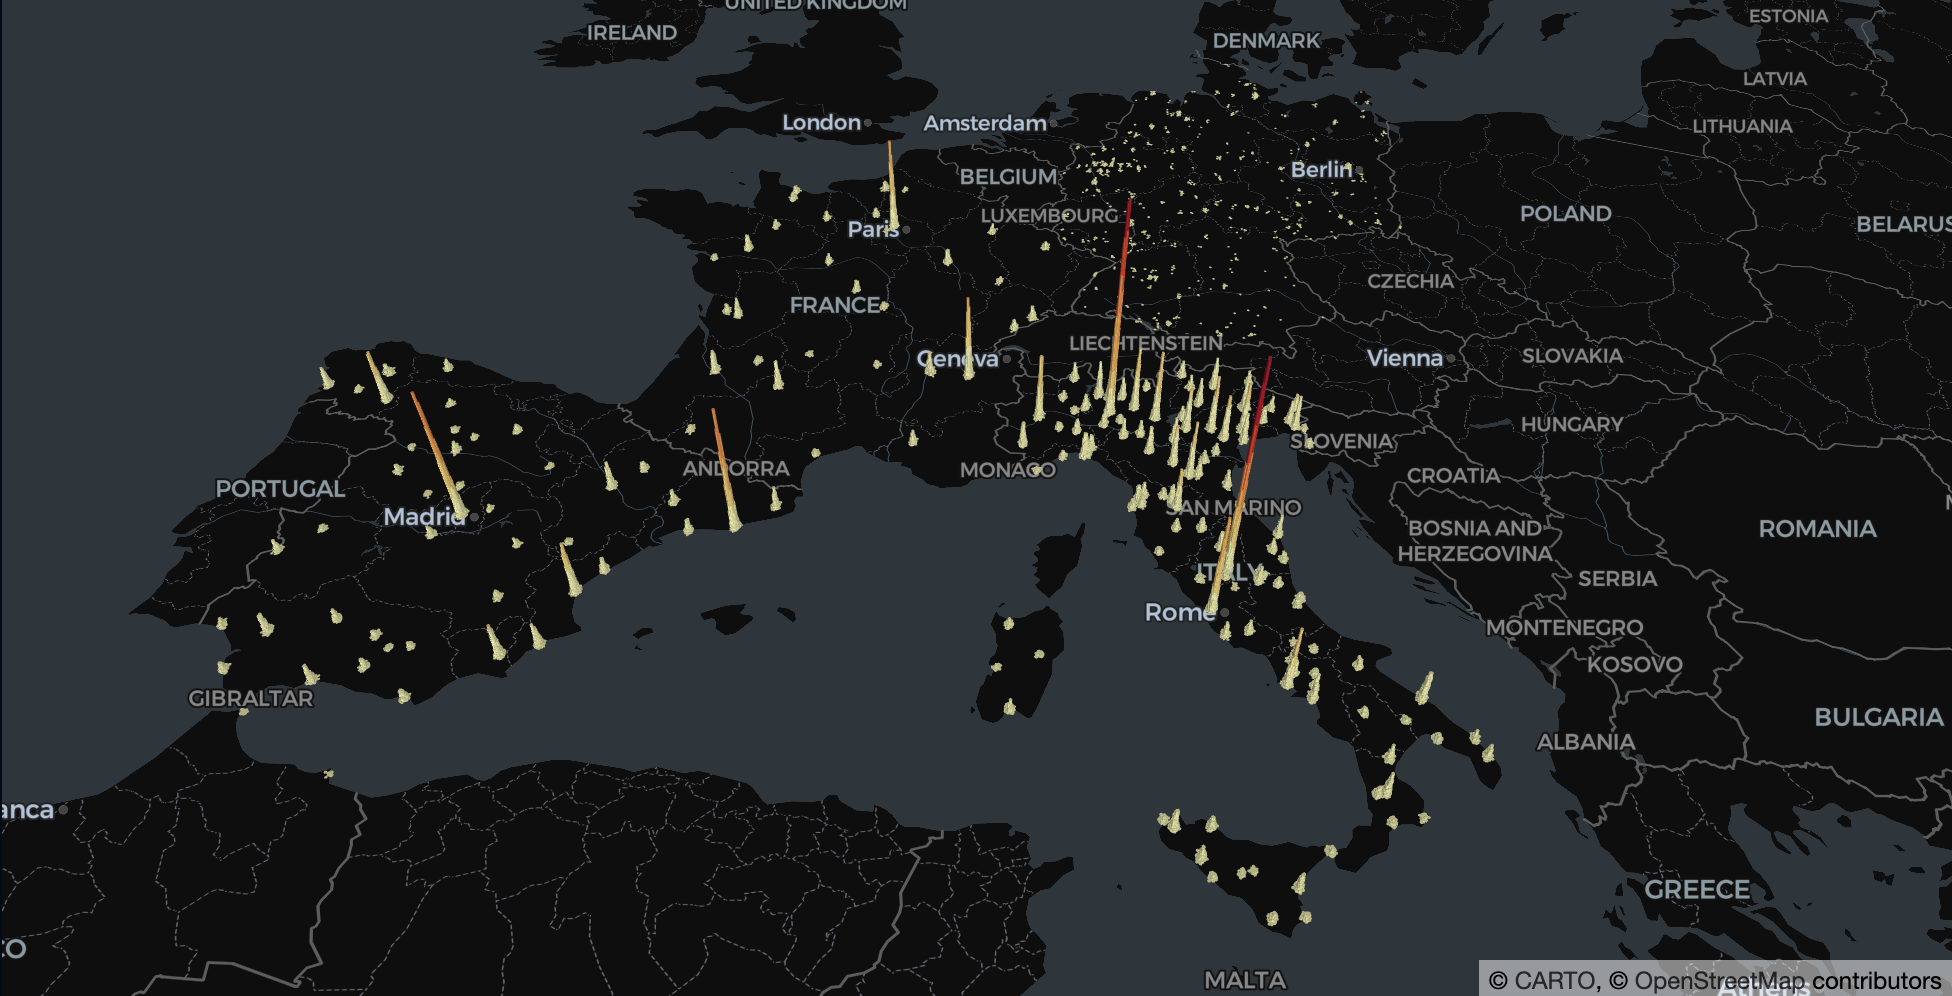 UNITED KINGDOM
ESTONIA
IRELAND
DENMARK
LATVIA
London
Amsterdam
LITHUANIA
BELGIUM
Berlin
LUXEMBOURG
POLAND
Paris
BELARUS
CZECHIA
FRANCE
LIECHTENSTEIN
Geneva
Vienna
SLOVAKIA
HUNGARY
SLOVENIA
ANDORRA
MONACO
CROATIA
PORTUGAL
SAN MARINO
Madrid
BOSNIA AND
HERZEGOVINA
ROMANIA
ITALY
SERBIA
Rome
MONTENEGRO
KOSOVO
GIBRALTAR
BULGARIA
ALBANIA
anca
GREECE
CO
MALTA
© CARTO, © OpenStreetMap contributors